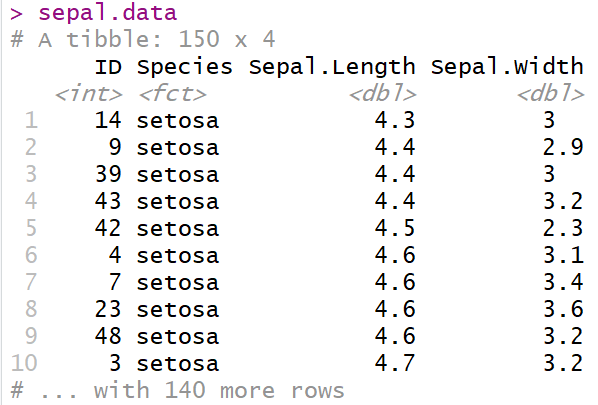 > sepal.data
# A tibble: 150 x 4
ID Species Sepal.Length Sepal.Width
<int> <fct> <dbl> <dbl>
1 14 setosa 4.3 3
2 9 setosa 4.4 2.9
3 39 setosa 4.4 3
4 43 setosa 4.4 3.2
5 42 setosa 4.5 2.3
6 4 setosa 4.6 3.1
7 7 setosa 4.6 3.4
8 23 setosa 4.6 3.6
9 48 setosa 4.6 3.2
10 3 setosa 4.7 3.2
# ... with 140 more rows